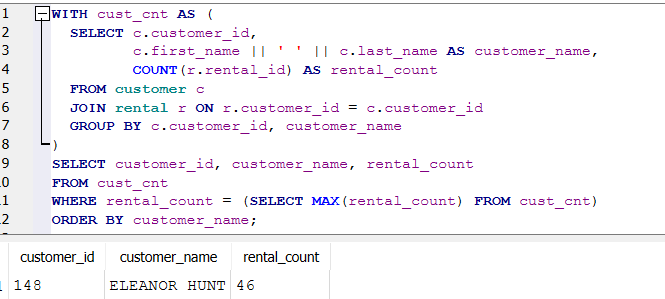 1 WITH cust_cnt AS (
2 SELECT c.customer_id,
3 c.first_name || ' ' || c.last_name AS customer_name,
4 COUNT(r.rental_id) AS rental_count
5 FROM customer c
6 JOIN rental r ON r.customer_id = c.customer_id
7 GROUP BY c.customer_id, customer_name
8 )
9 SELECT customer_id, customer_name, rental_count
0 FROM cust_cnt
1 WHERE rental_count = (SELECT MAX(rental_count) FROM cust_cnt)
2 ORDER BY customer_name;
customer_id customer_name rental_count
148 ELEANOR HUNT 46